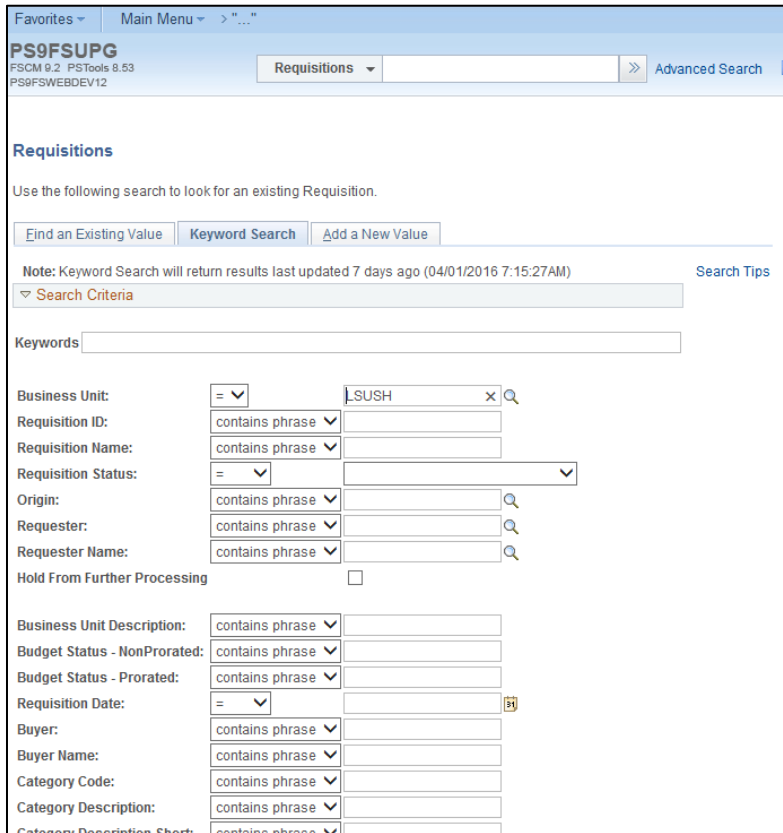 Favorites Main Menu > "..."
PS9FSUPG
FSCM 9.2 PSTools 8.53
PS9FSWEBDEV12
Requisitions >> Advanced Search
Requisitions
Use the following search to look for an existing Requisition.
Find an Existing Value Keyword Search Add a New Value
Note: Keyword Search will return results last updated 7 days ago (04/01/2016 7:15:27AM) Search Tips
Search Criteria
Keywords
Business Unit: = LSUSH
Requisition ID: contains phrase
Requisition Name: contains phrase
Requisition Status: =
Origin: contains phrase
Requester: contains phrase
Requester Name: contains phrase
Hold From Further Processing
Business Unit Description: contains phrase
Budget Status - NonProrated: contains phrase
Budget Status - Prorated: contains phrase
Requisition Date: = 31
Buyer: contains phrase
Buyer Name: contains phrase
Category Code: contains phrase
Category Description: contains phrase
Category Description Short: contains phrase